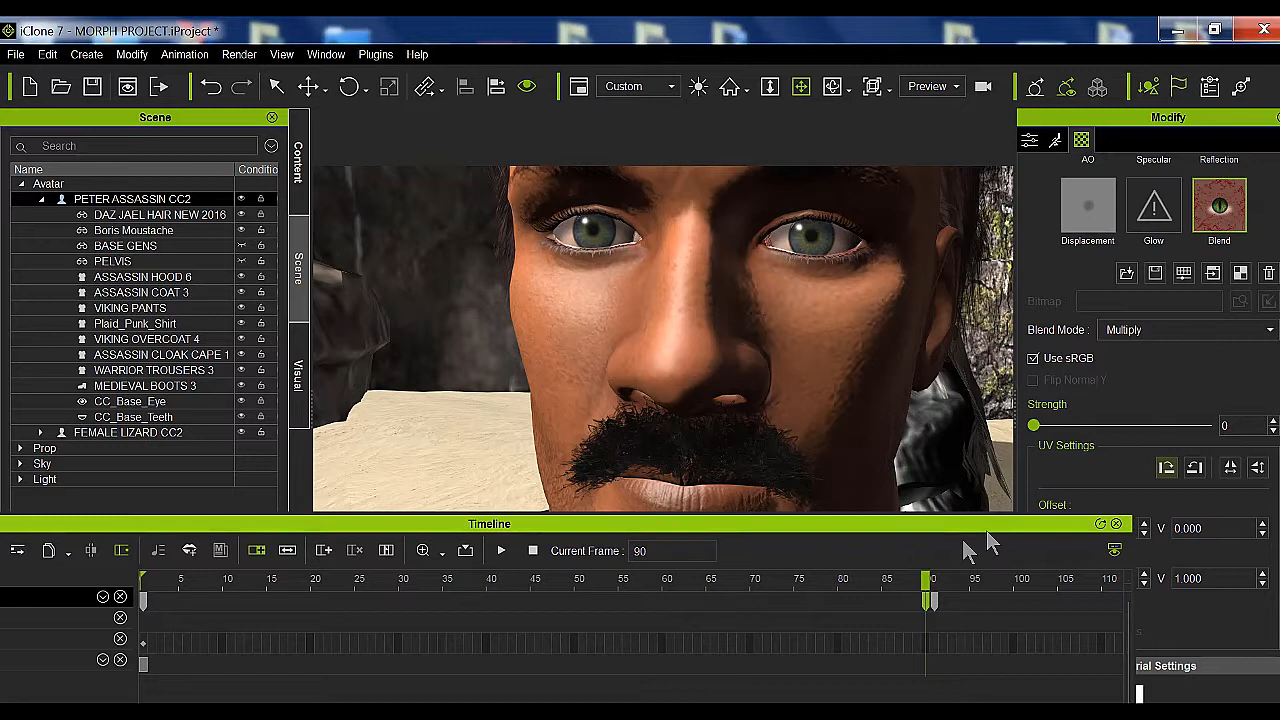 iClone 7 - MORPH PROJECT.iProject *
File Edit Create Modify Animation Render View Window Plugins Help
Custom Preview
Scene
Search
Name Conditio
Avatar
PETER ASSASSIN CC2
DAZ JAEL HAIR NEW 2016
Boris Moustache
BASE GENS
PELVIS
ASSASSIN HOOD 6
ASSASSIN COAT 3
VIKING PANTS
Plaid_Punk_Shirt
VIKING OVERCOAT 4
ASSASSIN CLOAK CAPE 1
WARRIOR TROUSERS 3
MEDIEVAL BOOTS 3
CC_Base_Eye
CC_Base_Teeth
FEMALE LIZARD CC2
Prop
Sky
Light
Content
Scene
Visual
Modify
AO Specular Reflection
Displacement Glow Blend
Bitmap
Blend Mode : Multiply
Use sRGB
Flip Normal Y
Strength
0
UV Settings
Offset :
V 0.000
V 1.000
s
rial Settings
Timeline
Current Frame : 90
5 10 15 20 25 30 35 40 45 50 55 60 65 70 75 80 85 90 95 100 105 110